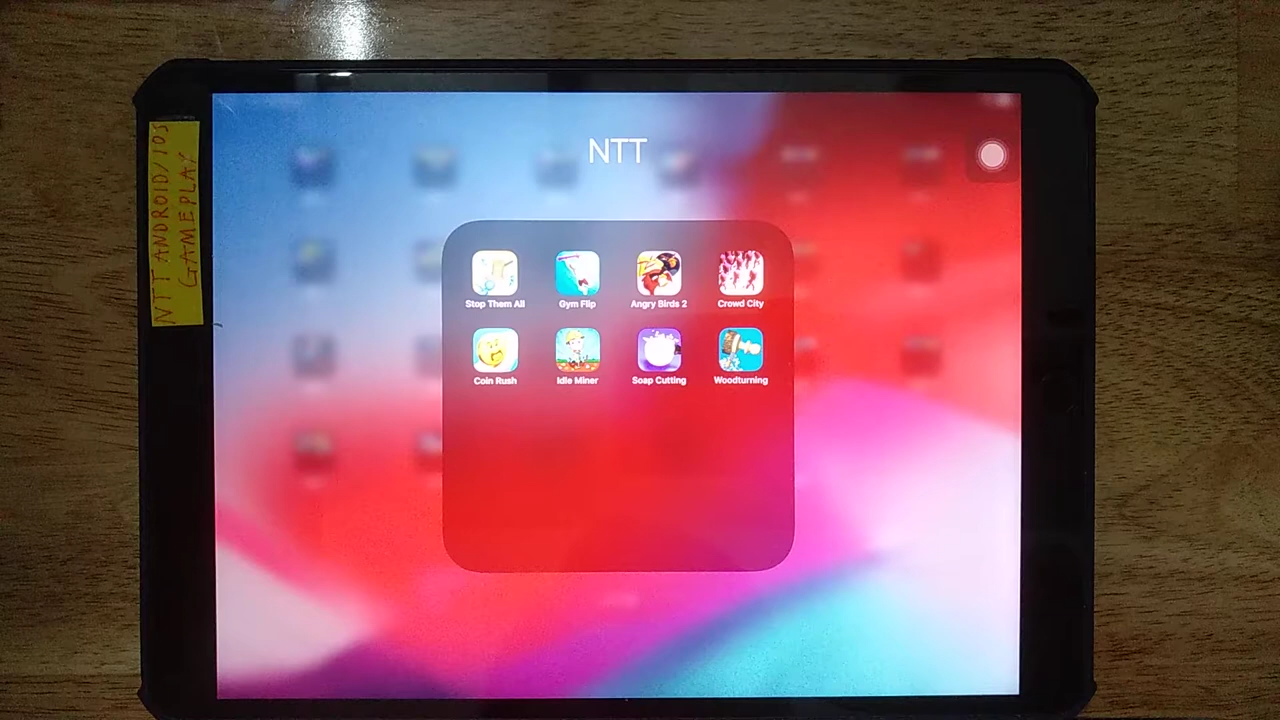 NTT ANDROID/IOS
GAMEPLAY
NTT
Stop Them All
Gym Flip
Angry Birds 2
Crowd City
Coin Rush
Idle Miner
Soap Cutting
Woodturning